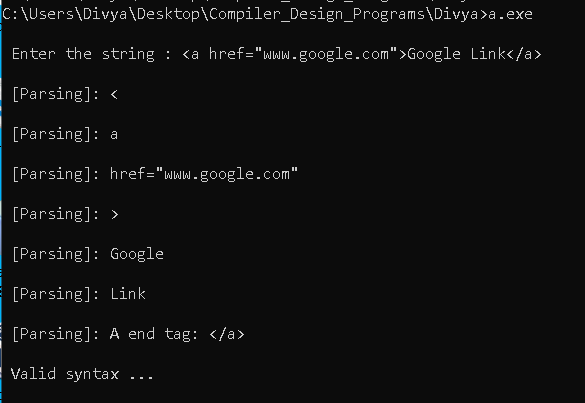 C:\Users\Divya\Desktop\Compiler_Design_Programs\Divya>a.exe
Enter the string : <a href="www.google.com">Google Link</a>
[Parsing]: <
[Parsing]: a
[Parsing]: href="www.google.com"
[Parsing]: >
[Parsing]: Google
[Parsing]: Link
[Parsing]: A end tag: </a>
Valid syntax ...